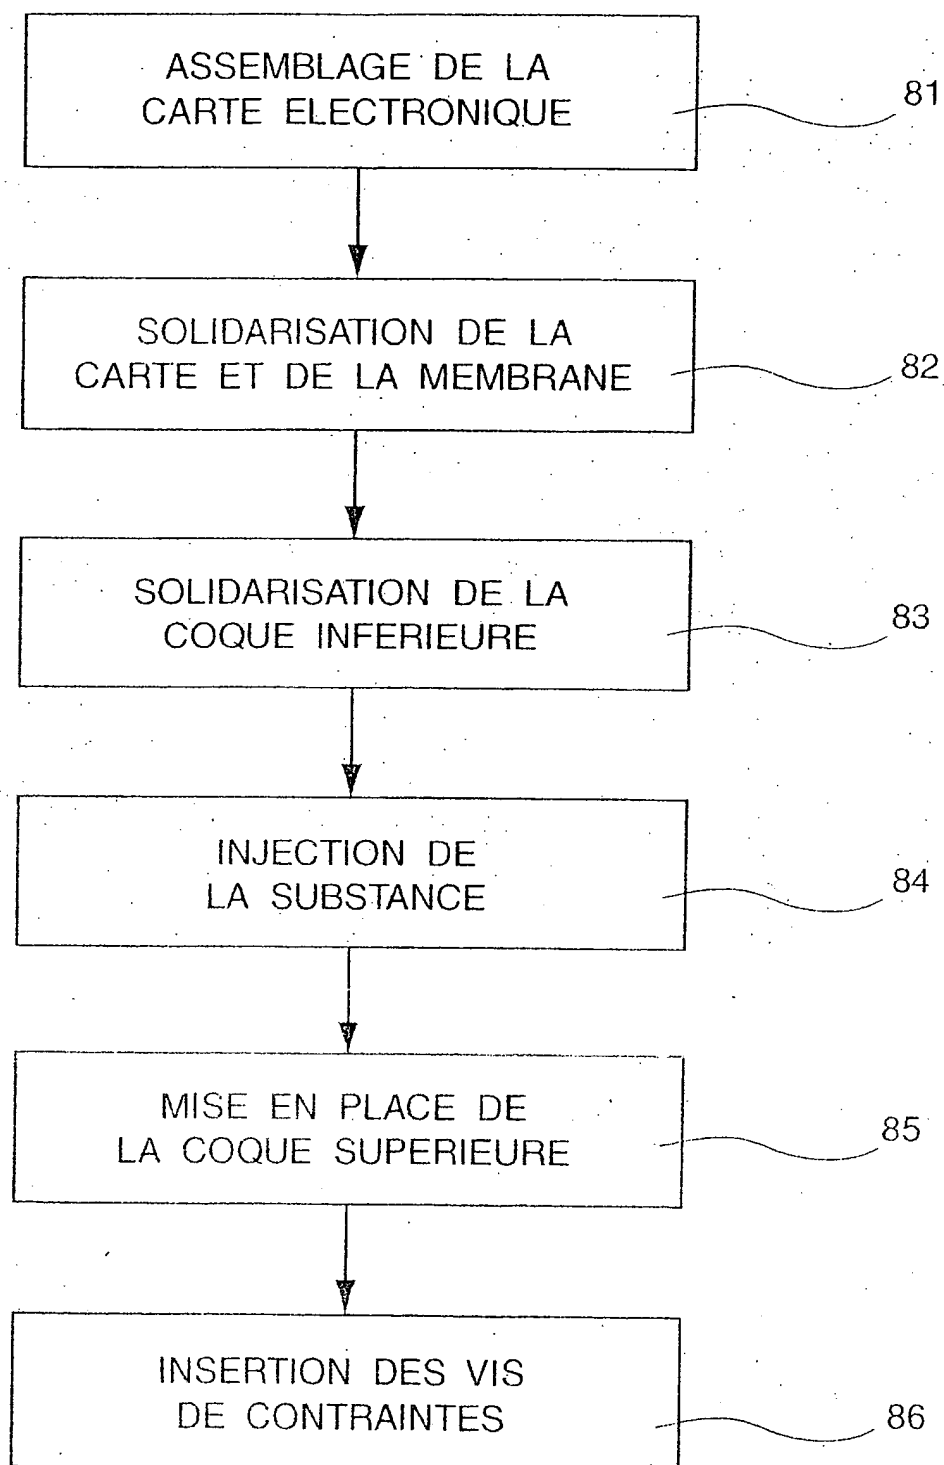 ASSEMBLAGE DE LA
CARTE ELECTRONIQUE
81
SOLIDARISATION DE LA
CARTE ET DE LA MEMBRANE
82
SOLIDARISATION DE LA
COQUE INFERIEURE
83
INJECTION DE
LA SUBSTANCE
84
MISE EN PLACE DE
LA COQUE SUPERIEURE
85
INSERTION DES VIS
DE CONTRAINTES
86